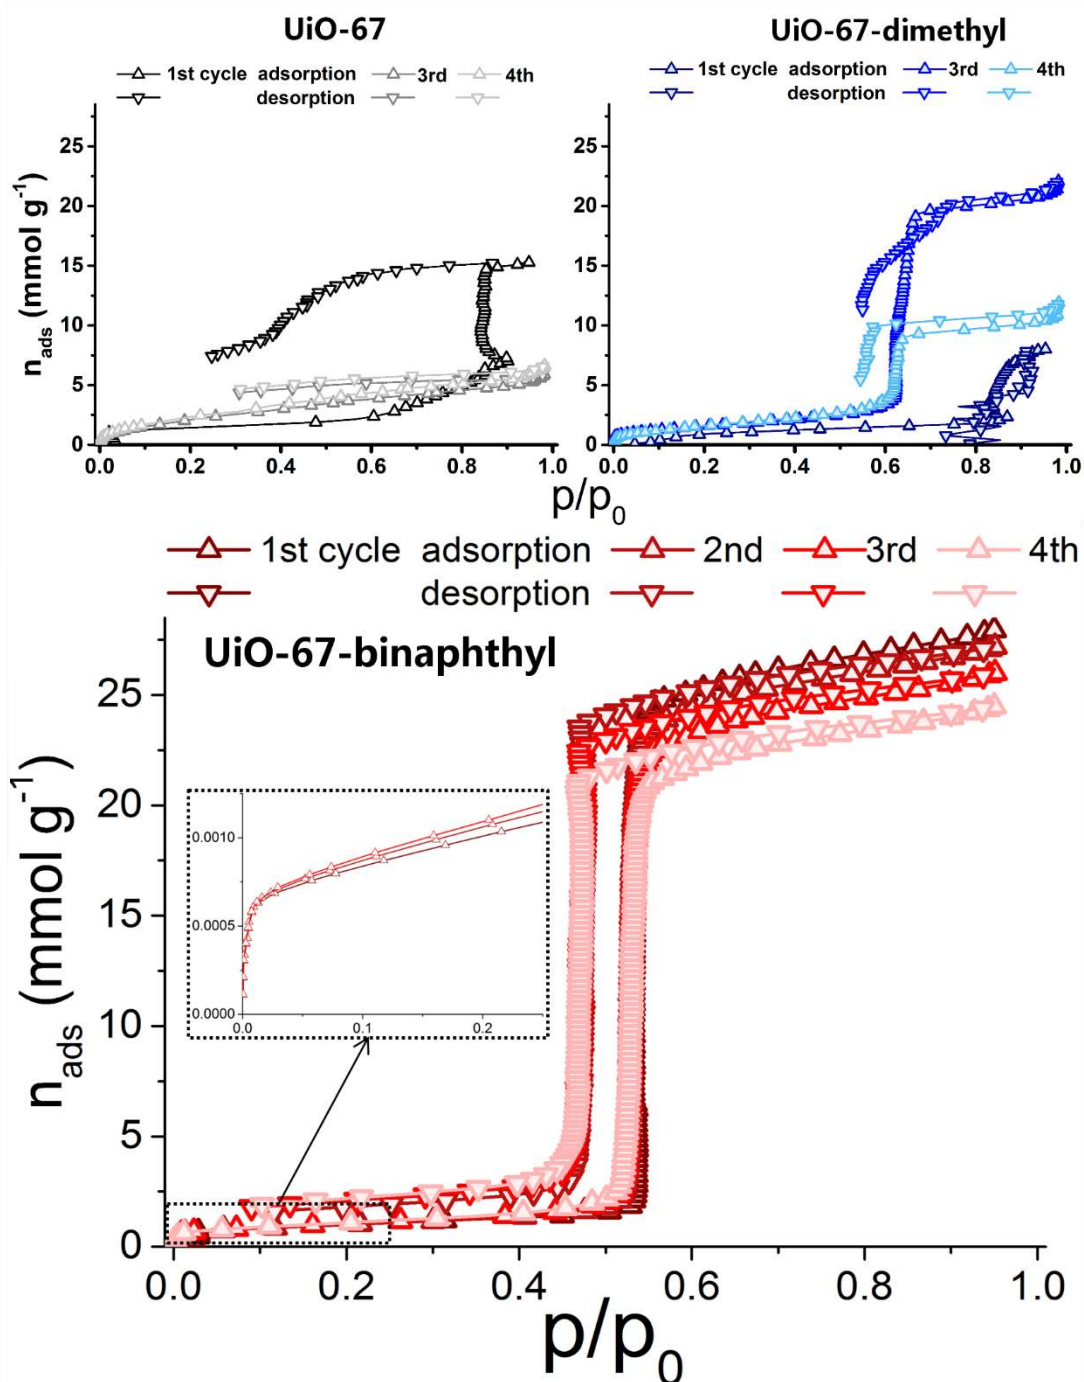 UiO-67
1st cycle adsorption 3rd 4th
desorption
n_ads (mmol g⁻¹)
25
20
15
10
5
0
0.0 0.2 0.4 0.6 0.8 1.0
UiO-67-dimethyl
1st cycle adsorption 3rd 4th
desorption
25
20
15
10
5
0
0.0 0.2 0.4 0.6 0.8 1.0
p/p₀
1st cycle adsorption 2nd 3rd 4th
desorption
UiO-67-binaphthyl
n_ads (mmol g⁻¹)
25
20
15
10
5
0
0.0010
0.0005
0.0000
0.0 0.1 0.2
0.0 0.2 0.4 0.6 0.8 1.0
p/p₀